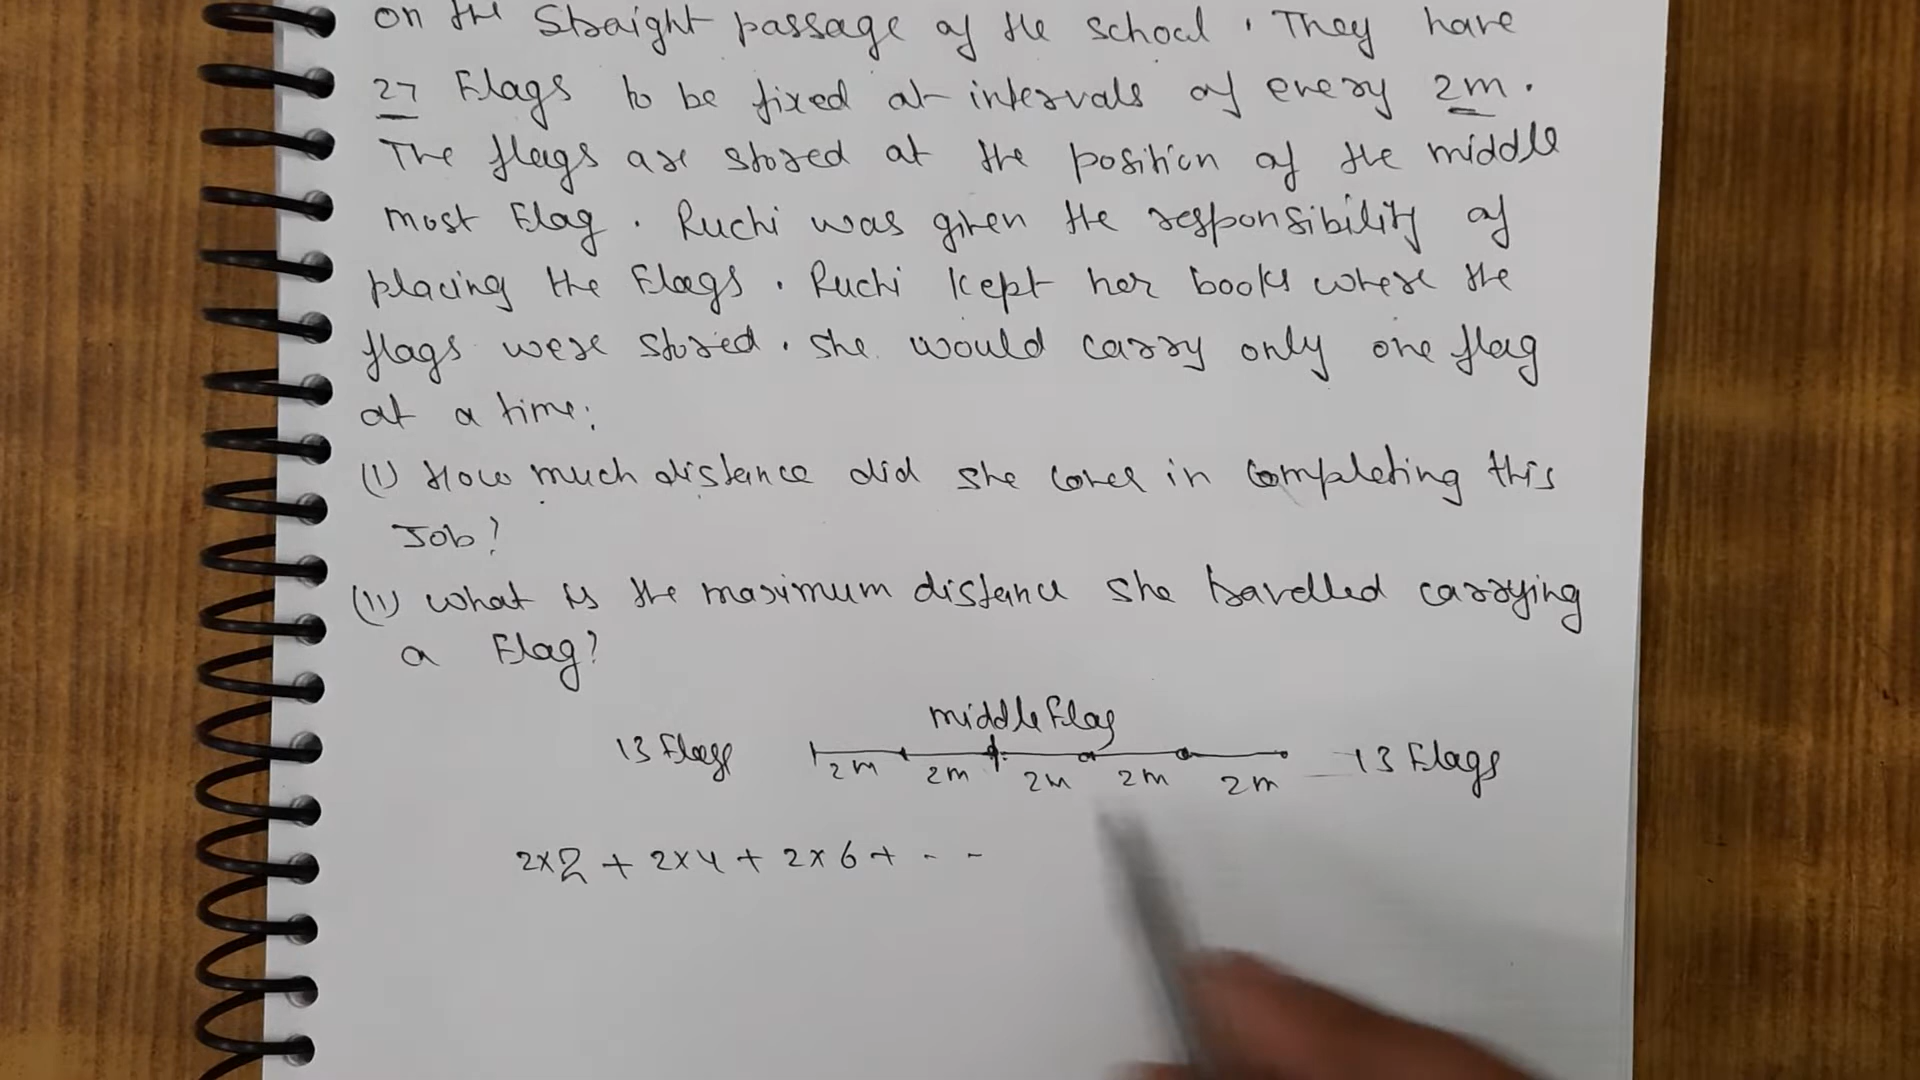 on the straight passage of the school . They have
27 Flags to be fixed at intervals of every 2m .
The flags are stored at the position of the middle
most Flag . Ruchi was given the responsibility of
placing the Flags . Ruchi kept her books where the
flags were stored . She would carry only one flag
at a time:
(i) How much distance did she cover in completing this
Job?
(ii) What is the maximum distance she travelled carrying
a Flag?
middle flag
13 Flags 13 Flags
2m 2m 2m 2m 2m
2×2 + 2×4 + 2×6 + - -